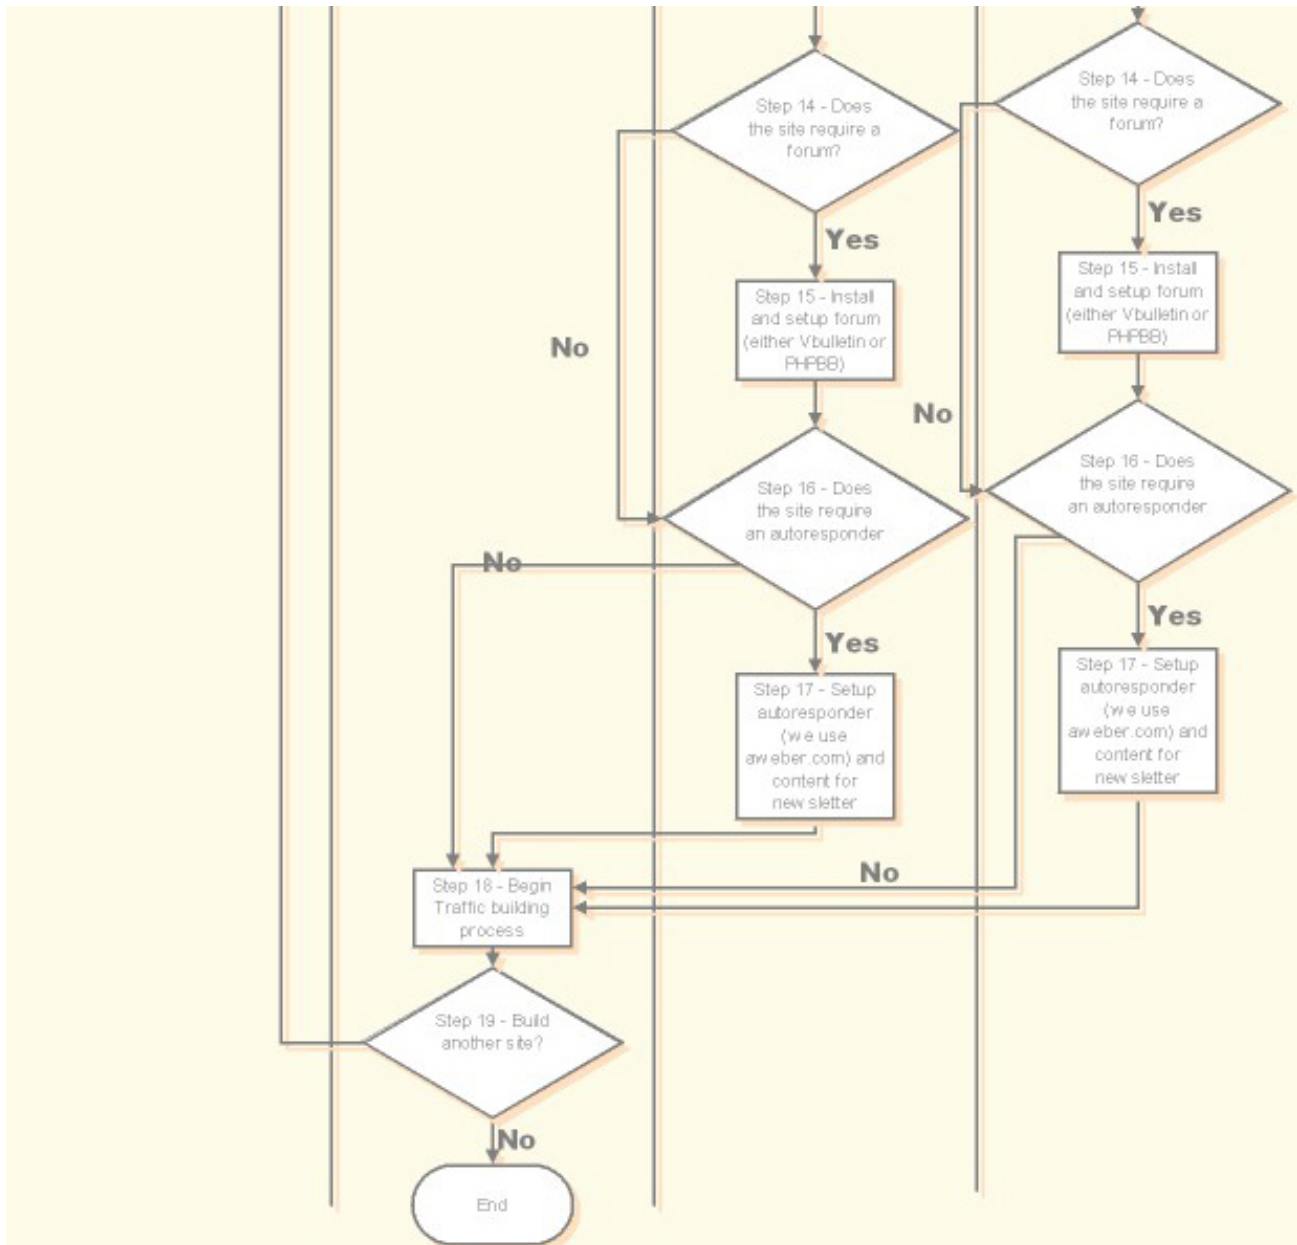 Step 14 - Does
the site require a
forum?
Yes
Step 15 - Install
and setup forum
(either Vbulletin or
PHPBB)
No
Step 16 - Does
the site require
an autoresponder
No
Yes
Step 17 - Setup
autoresponder
(we use
aweber.com) and
content for
newsletter
Step 14 - Does
the site require a
forum?
Yes
Step 15 - Install
and setup forum
(either Vbulletin or
PHPBB)
No
Step 16 - Does
the site require
an autoresponder
Yes
Step 17 - Setup
autoresponder
(we use
aweber.com) and
content for
newsletter
No
Step 18 - Begin
Traffic building
process
Step 19 - Build
another site?
No
End